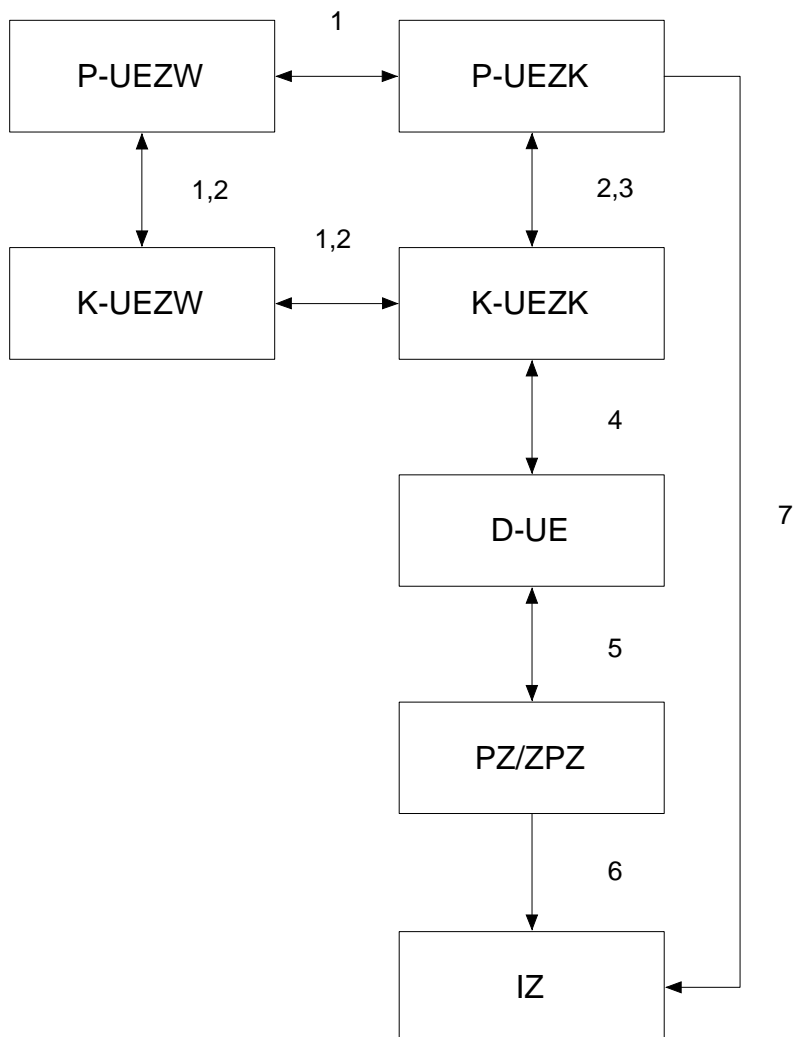 1
P-UEZW
P-UEZK
1,2
2,3
1,2
K-UEZW
K-UEZK
4
D-UE
7
5
PZ/ZPZ
6
IZ